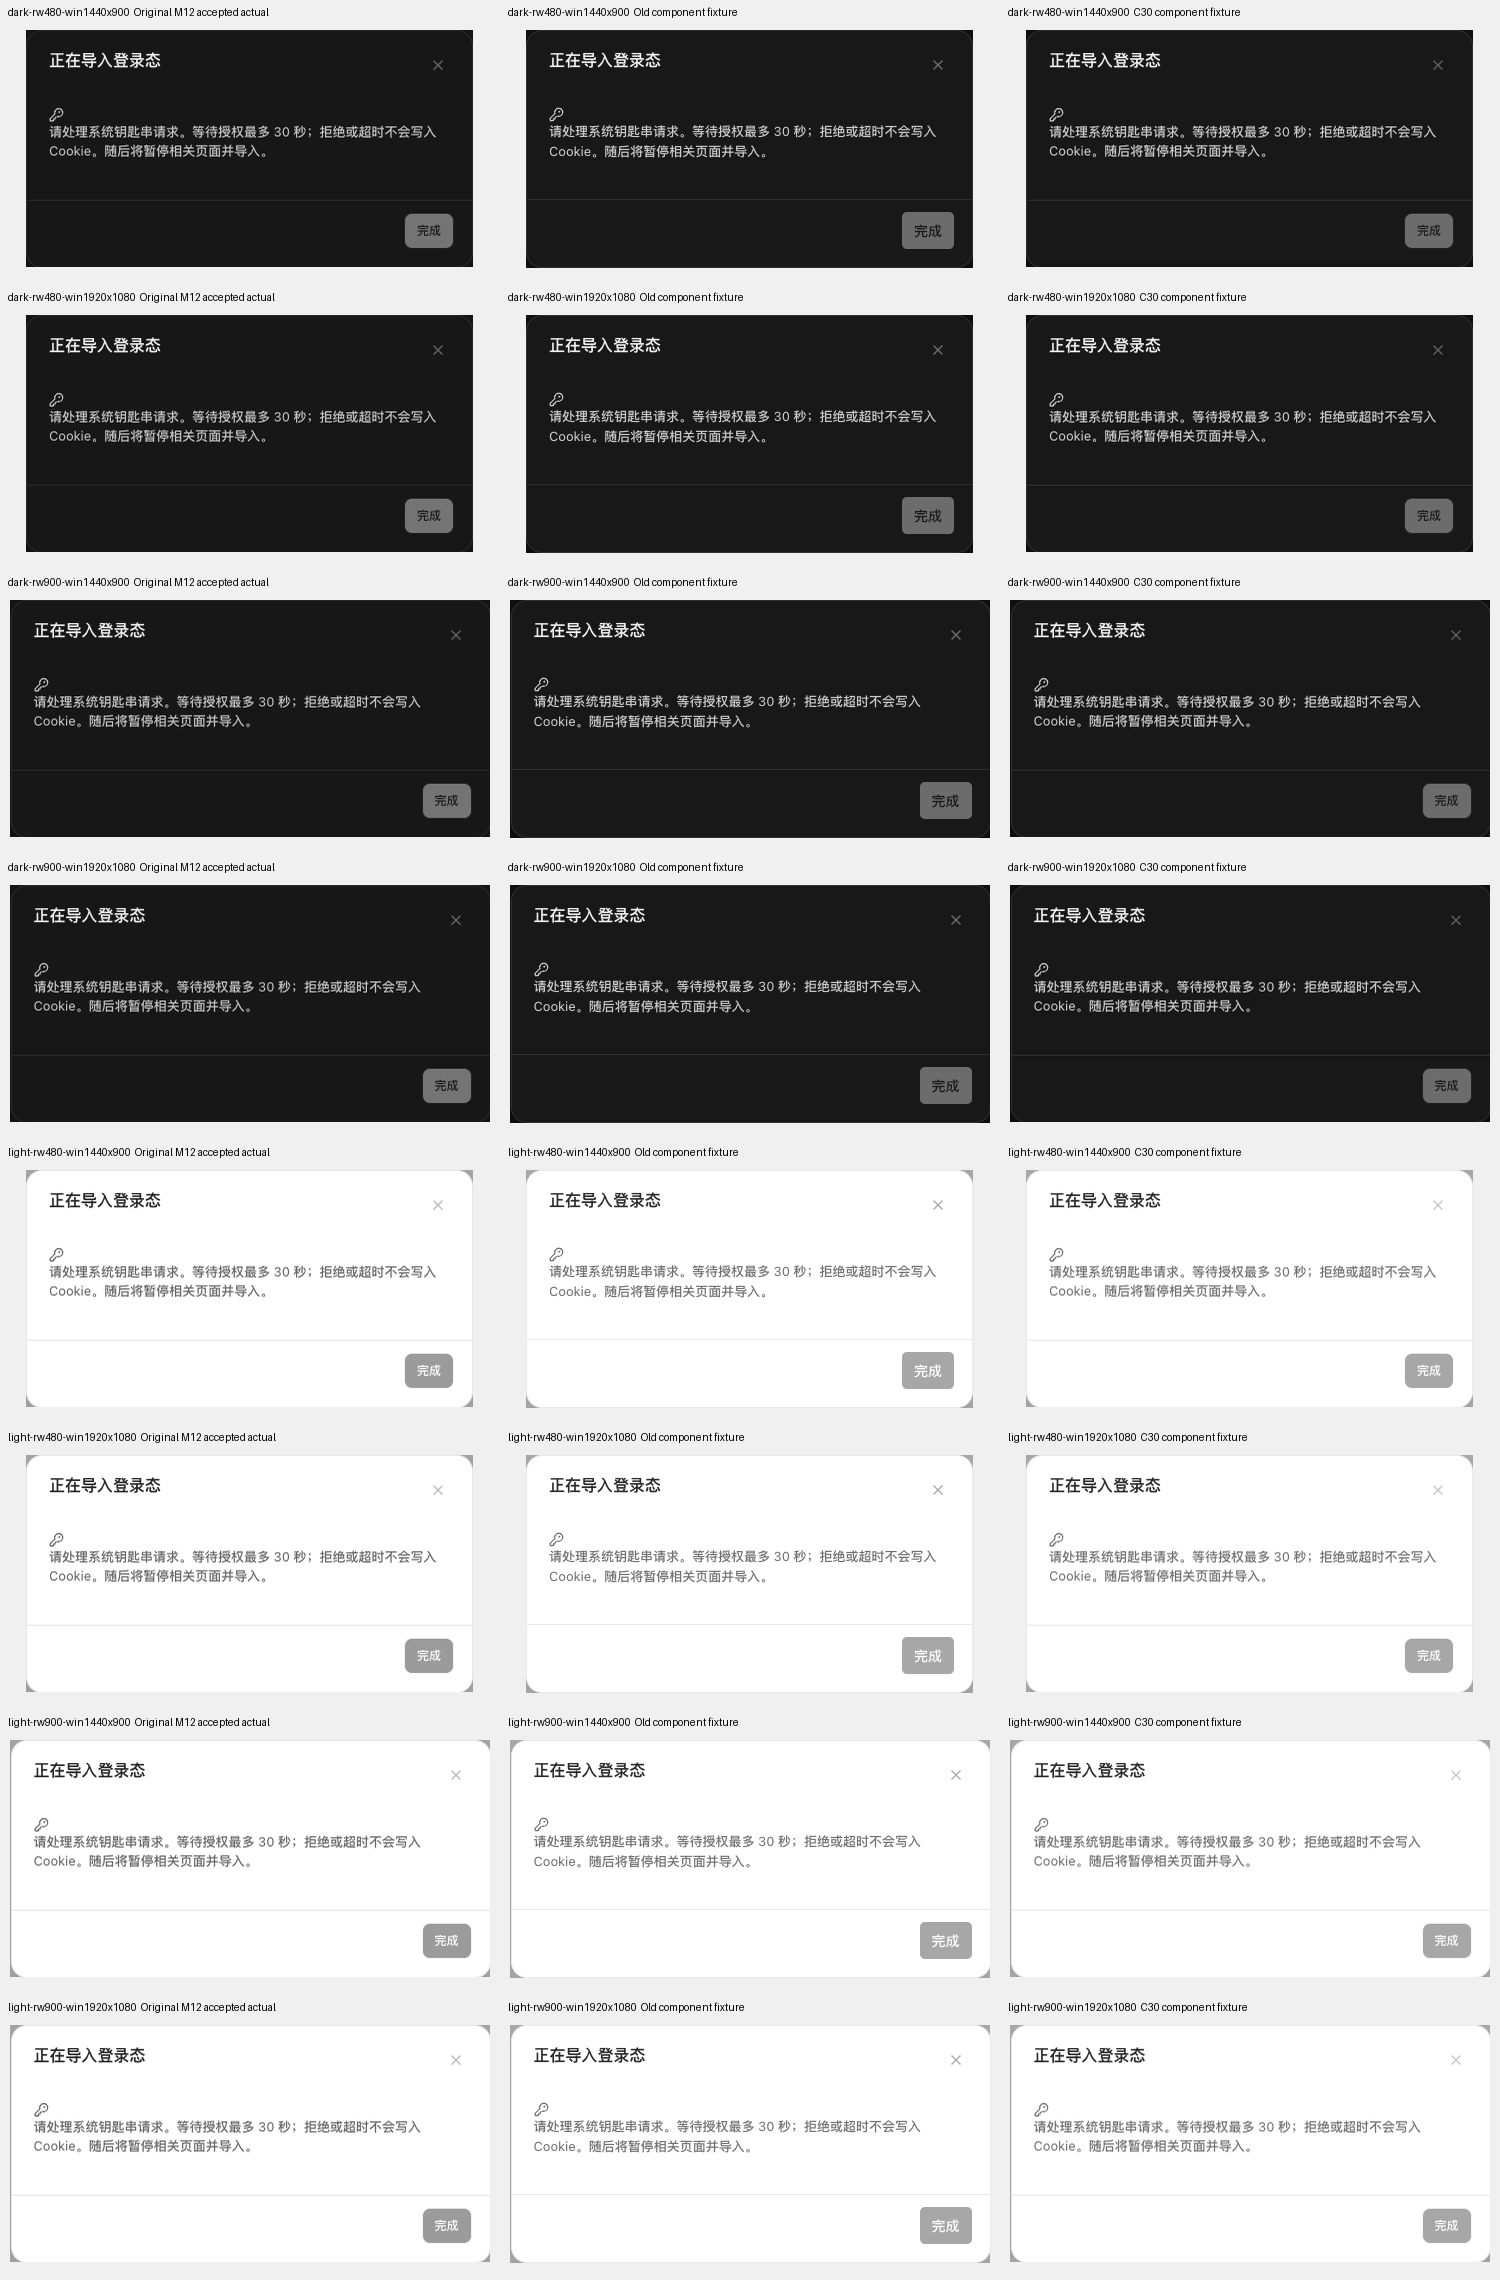 dark-rw480-win1440x900 Original M12 accepted actual
正在导入登录态
请处理系统钥匙串请求。等待授权最多 30 秒；拒绝或超时不会写入
Cookie。随后将暂停相关页面并导入。
完成
dark-rw480-win1440x900 Old component fixture
正在导入登录态
请处理系统钥匙串请求。等待授权最多 30 秒；拒绝或超时不会写入
Cookie。随后将暂停相关页面并导入。
完成
dark-rw480-win1440x900 C30 component fixture
正在导入登录态
请处理系统钥匙串请求。等待授权最多 30 秒；拒绝或超时不会写入
Cookie。随后将暂停相关页面并导入。
完成
dark-rw480-win1920x1080 Original M12 accepted actual
正在导入登录态
请处理系统钥匙串请求。等待授权最多 30 秒；拒绝或超时不会写入
Cookie。随后将暂停相关页面并导入。
完成
dark-rw480-win1920x1080 Old component fixture
正在导入登录态
请处理系统钥匙串请求。等待授权最多 30 秒；拒绝或超时不会写入
Cookie。随后将暂停相关页面并导入。
完成
dark-rw480-win1920x1080 C30 component fixture
正在导入登录态
请处理系统钥匙串请求。等待授权最多 30 秒；拒绝或超时不会写入
Cookie。随后将暂停相关页面并导入。
完成
dark-rw900-win1440x900 Original M12 accepted actual
正在导入登录态
请处理系统钥匙串请求。等待授权最多 30 秒；拒绝或超时不会写入
Cookie。随后将暂停相关页面并导入。
完成
dark-rw900-win1440x900 Old component fixture
正在导入登录态
请处理系统钥匙串请求。等待授权最多 30 秒；拒绝或超时不会写入
Cookie。随后将暂停相关页面并导入。
完成
dark-rw900-win1440x900 C30 component fixture
正在导入登录态
请处理系统钥匙串请求。等待授权最多 30 秒；拒绝或超时不会写入
Cookie。随后将暂停相关页面并导入。
完成
dark-rw900-win1920x1080 Original M12 accepted actual
正在导入登录态
请处理系统钥匙串请求。等待授权最多 30 秒；拒绝或超时不会写入
Cookie。随后将暂停相关页面并导入。
完成
dark-rw900-win1920x1080 Old component fixture
正在导入登录态
请处理系统钥匙串请求。等待授权最多 30 秒；拒绝或超时不会写入
Cookie。随后将暂停相关页面并导入。
完成
dark-rw900-win1920x1080 C30 component fixture
正在导入登录态
请处理系统钥匙串请求。等待授权最多 30 秒；拒绝或超时不会写入
Cookie。随后将暂停相关页面并导入。
完成
light-rw480-win1440x900 Original M12 accepted actual
正在导入登录态
请处理系统钥匙串请求。等待授权最多 30 秒；拒绝或超时不会写入
Cookie。随后将暂停相关页面并导入。
完成
light-rw480-win1440x900 Old component fixture
正在导入登录态
请处理系统钥匙串请求。等待授权最多 30 秒；拒绝或超时不会写入
Cookie。随后将暂停相关页面并导入。
完成
light-rw480-win1440x900 C30 component fixture
正在导入登录态
请处理系统钥匙串请求。等待授权最多 30 秒；拒绝或超时不会写入
Cookie。随后将暂停相关页面并导入。
完成
light-rw480-win1920x1080 Original M12 accepted actual
正在导入登录态
请处理系统钥匙串请求。等待授权最多 30 秒；拒绝或超时不会写入
Cookie。随后将暂停相关页面并导入。
完成
light-rw480-win1920x1080 Old component fixture
正在导入登录态
请处理系统钥匙串请求。等待授权最多 30 秒；拒绝或超时不会写入
Cookie。随后将暂停相关页面并导入。
完成
light-rw480-win1920x1080 C30 component fixture
正在导入登录态
请处理系统钥匙串请求。等待授权最多 30 秒；拒绝或超时不会写入
Cookie。随后将暂停相关页面并导入。
完成
light-rw900-win1440x900 Original M12 accepted actual
正在导入登录态
请处理系统钥匙串请求。等待授权最多 30 秒；拒绝或超时不会写入
Cookie。随后将暂停相关页面并导入。
完成
light-rw900-win1440x900 Old component fixture
正在导入登录态
请处理系统钥匙串请求。等待授权最多 30 秒；拒绝或超时不会写入
Cookie。随后将暂停相关页面并导入。
完成
light-rw900-win1440x900 C30 component fixture
正在导入登录态
请处理系统钥匙串请求。等待授权最多 30 秒；拒绝或超时不会写入
Cookie。随后将暂停相关页面并导入。
完成
light-rw900-win1920x1080 Original M12 accepted actual
正在导入登录态
请处理系统钥匙串请求。等待授权最多 30 秒；拒绝或超时不会写入
Cookie。随后将暂停相关页面并导入。
完成
light-rw900-win1920x1080 Old component fixture
正在导入登录态
请处理系统钥匙串请求。等待授权最多 30 秒；拒绝或超时不会写入
Cookie。随后将暂停相关页面并导入。
完成
light-rw900-win1920x1080 C30 component fixture
正在导入登录态
请处理系统钥匙串请求。等待授权最多 30 秒；拒绝或超时不会写入
Cookie。随后将暂停相关页面并导入。
完成